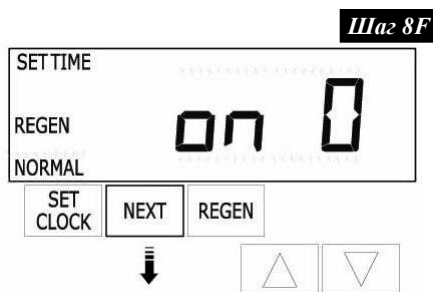 Шаг 8F
SET TIME
REGEN on 0
NORMAL
SET CLOCK
NEXT
REGEN